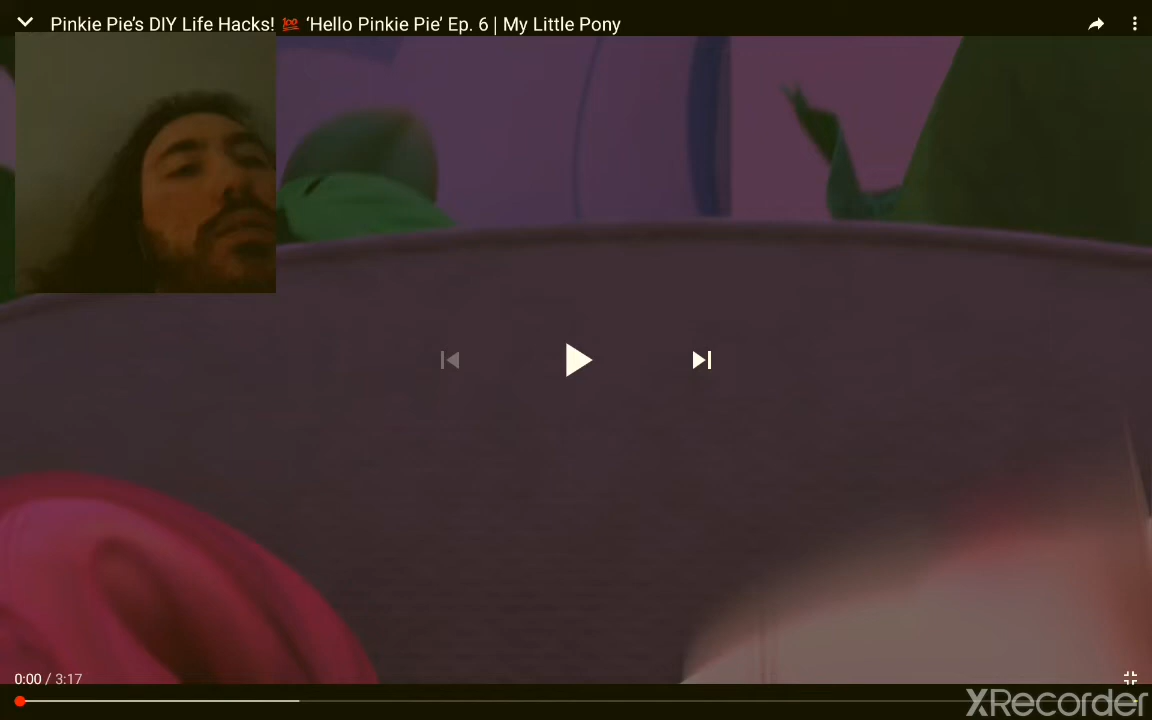 Pinkie Pie’s DIY Life Hacks! 💯 ‘Hello Pinkie Pie’ Ep. 6 | My Little Pony
0:00 / 3:17
XRecorder